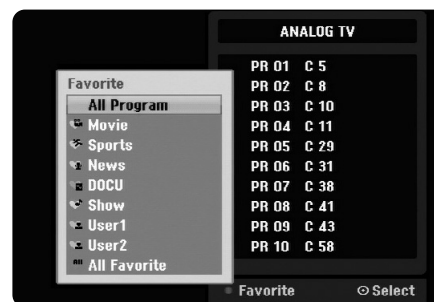 ANALOG TV
PR 01 C 5
PR 02 C 8
PR 03 C 10
PR 04 C 11
PR 05 C 29
PR 06 C 31
PR 07 C 38
PR 08 C 41
PR 09 C 43
PR 10 C 58
Favorite
All Program
Movie
Sports
News
DOCU
Show
User1
User2
All All Favorite
Favorite Select